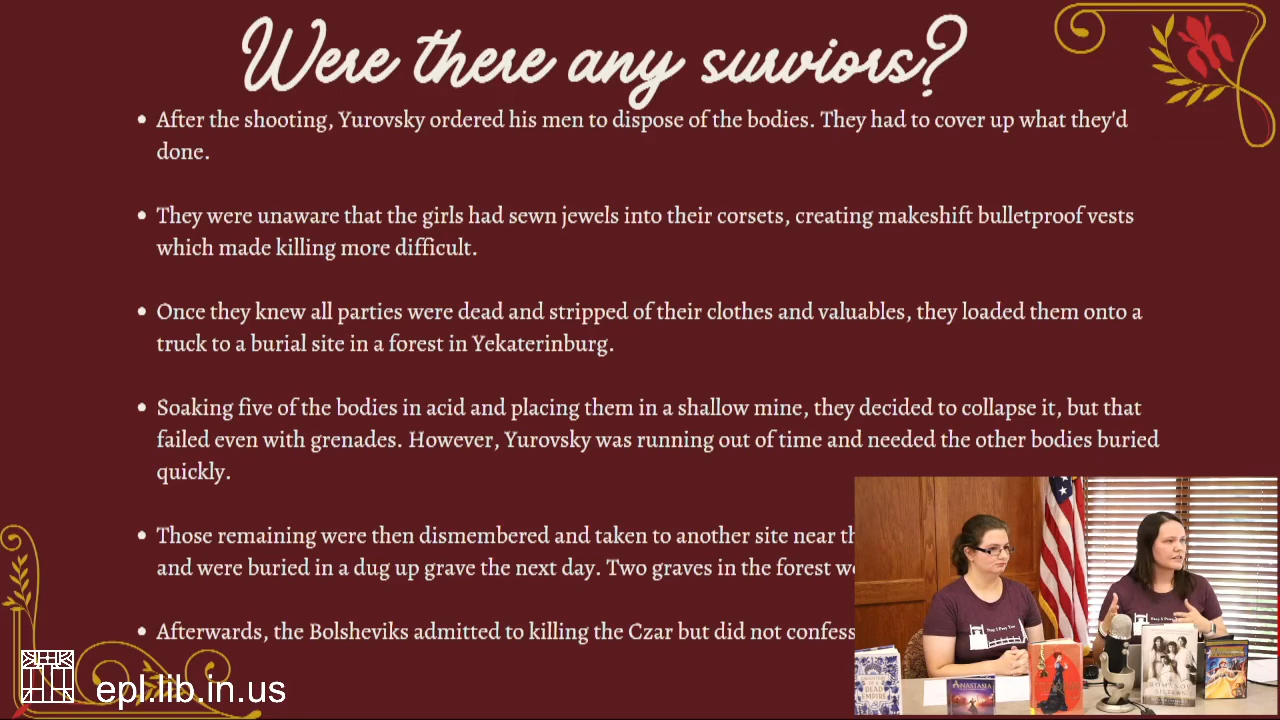 Were there any surviors?
• After the shooting, Yurovsky ordered his men to dispose of the bodies. They had to cover up what they'd
done.
• They were unaware that the girls had sewn jewels into their corsets, creating makeshift bulletproof vests
which made killing more difficult.
• Once they knew all parties were dead and stripped of their clothes and valuables, they loaded them onto a
truck to a burial site in a forest in Yekaterinburg.
• Soaking five of the bodies in acid and placing them in a shallow mine, they decided to collapse it, but that
failed even with grenades. However, Yurovsky was running out of time and needed the other bodies buried
quickly.
• Those remaining were then dismembered and taken to another site near th
and were buried in a dug up grave the next day. Two graves in the forest we
• Afterwards, the Bolsheviks admitted to killing the Czar but did not confess
epl.lib.in.us
DAUGHTER
OF A
DEAD
EMPIRE
ANASTASIA
ROMANOV
SISTERS